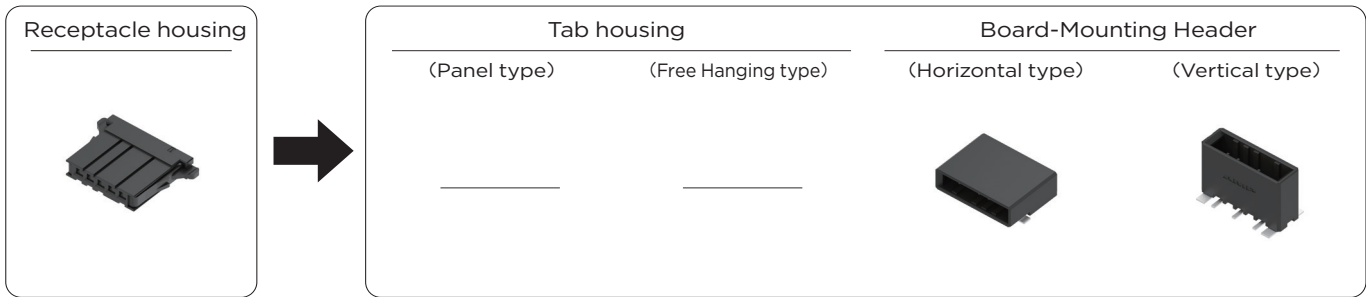 Receptacle housing
Tab housing
Board-Mounting Header
(Panel type)
(Free Hanging type)
(Horizontal type)
(Vertical type)